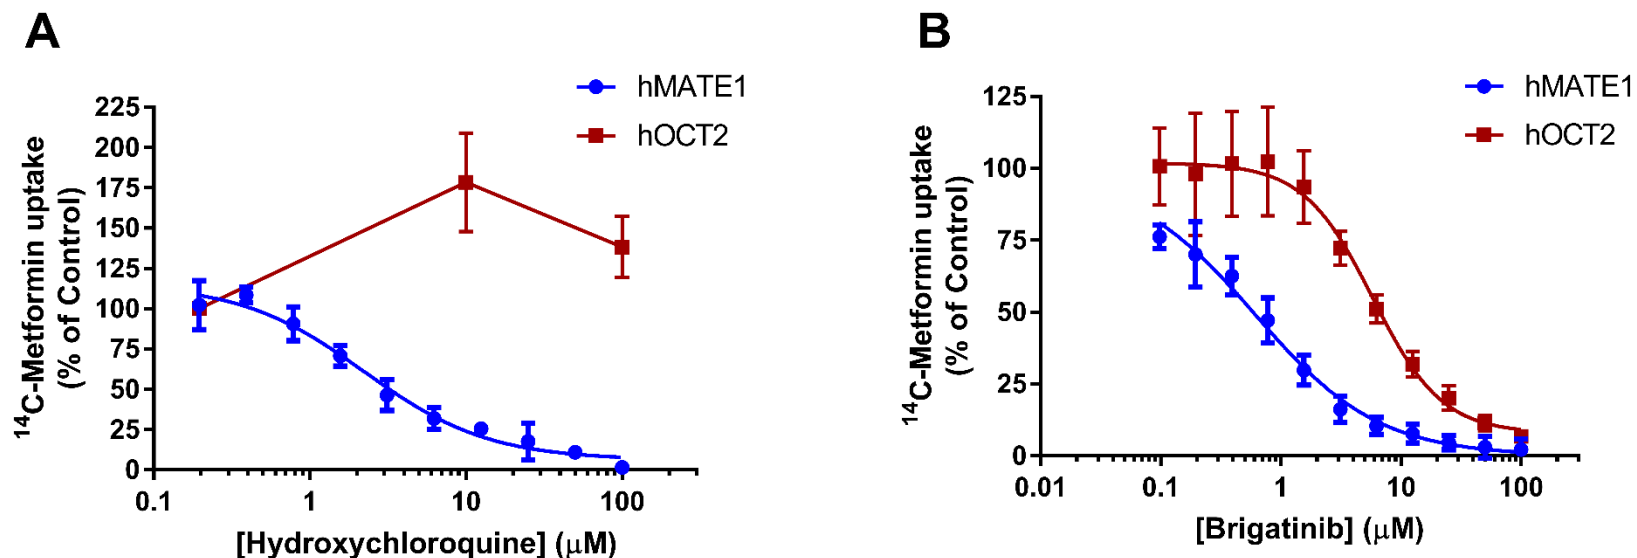 A
hMATE1
hOCT2
225
200
175
150
125
100
75
50
25
0
0.1 1 10 100
¹⁴C-Metformin uptake
(% of Control)
[Hydroxychloroquine] (μM)
B
hMATE1
hOCT2
125
100
75
50
25
0
0.01 0.1 1 10 100
¹⁴C-Metformin uptake
(% of Control)
[Brigatinib] (μM)